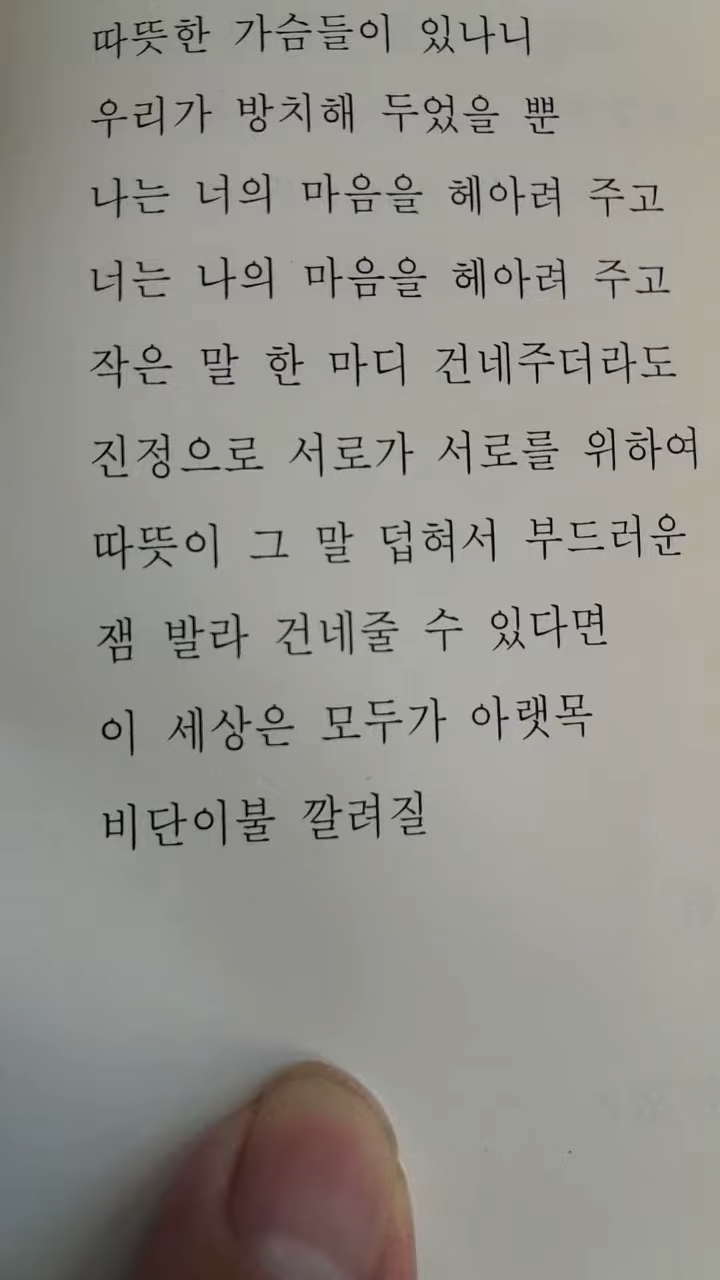 따뜻한 가슴들이 있나니
우리가 방치해 두었을 뿐
나는 너의 마음을 헤아려 주고
너는 나의 마음을 헤아려 주고
작은 말 한 마디 건네주더라도
진정으로 서로가 서로를 위하여
따뜻이 그 말 덥혀서 부드러운
잼 발라 건네줄 수 있다면
이 세상은 모두가 아랫목
비단이불 깔려질